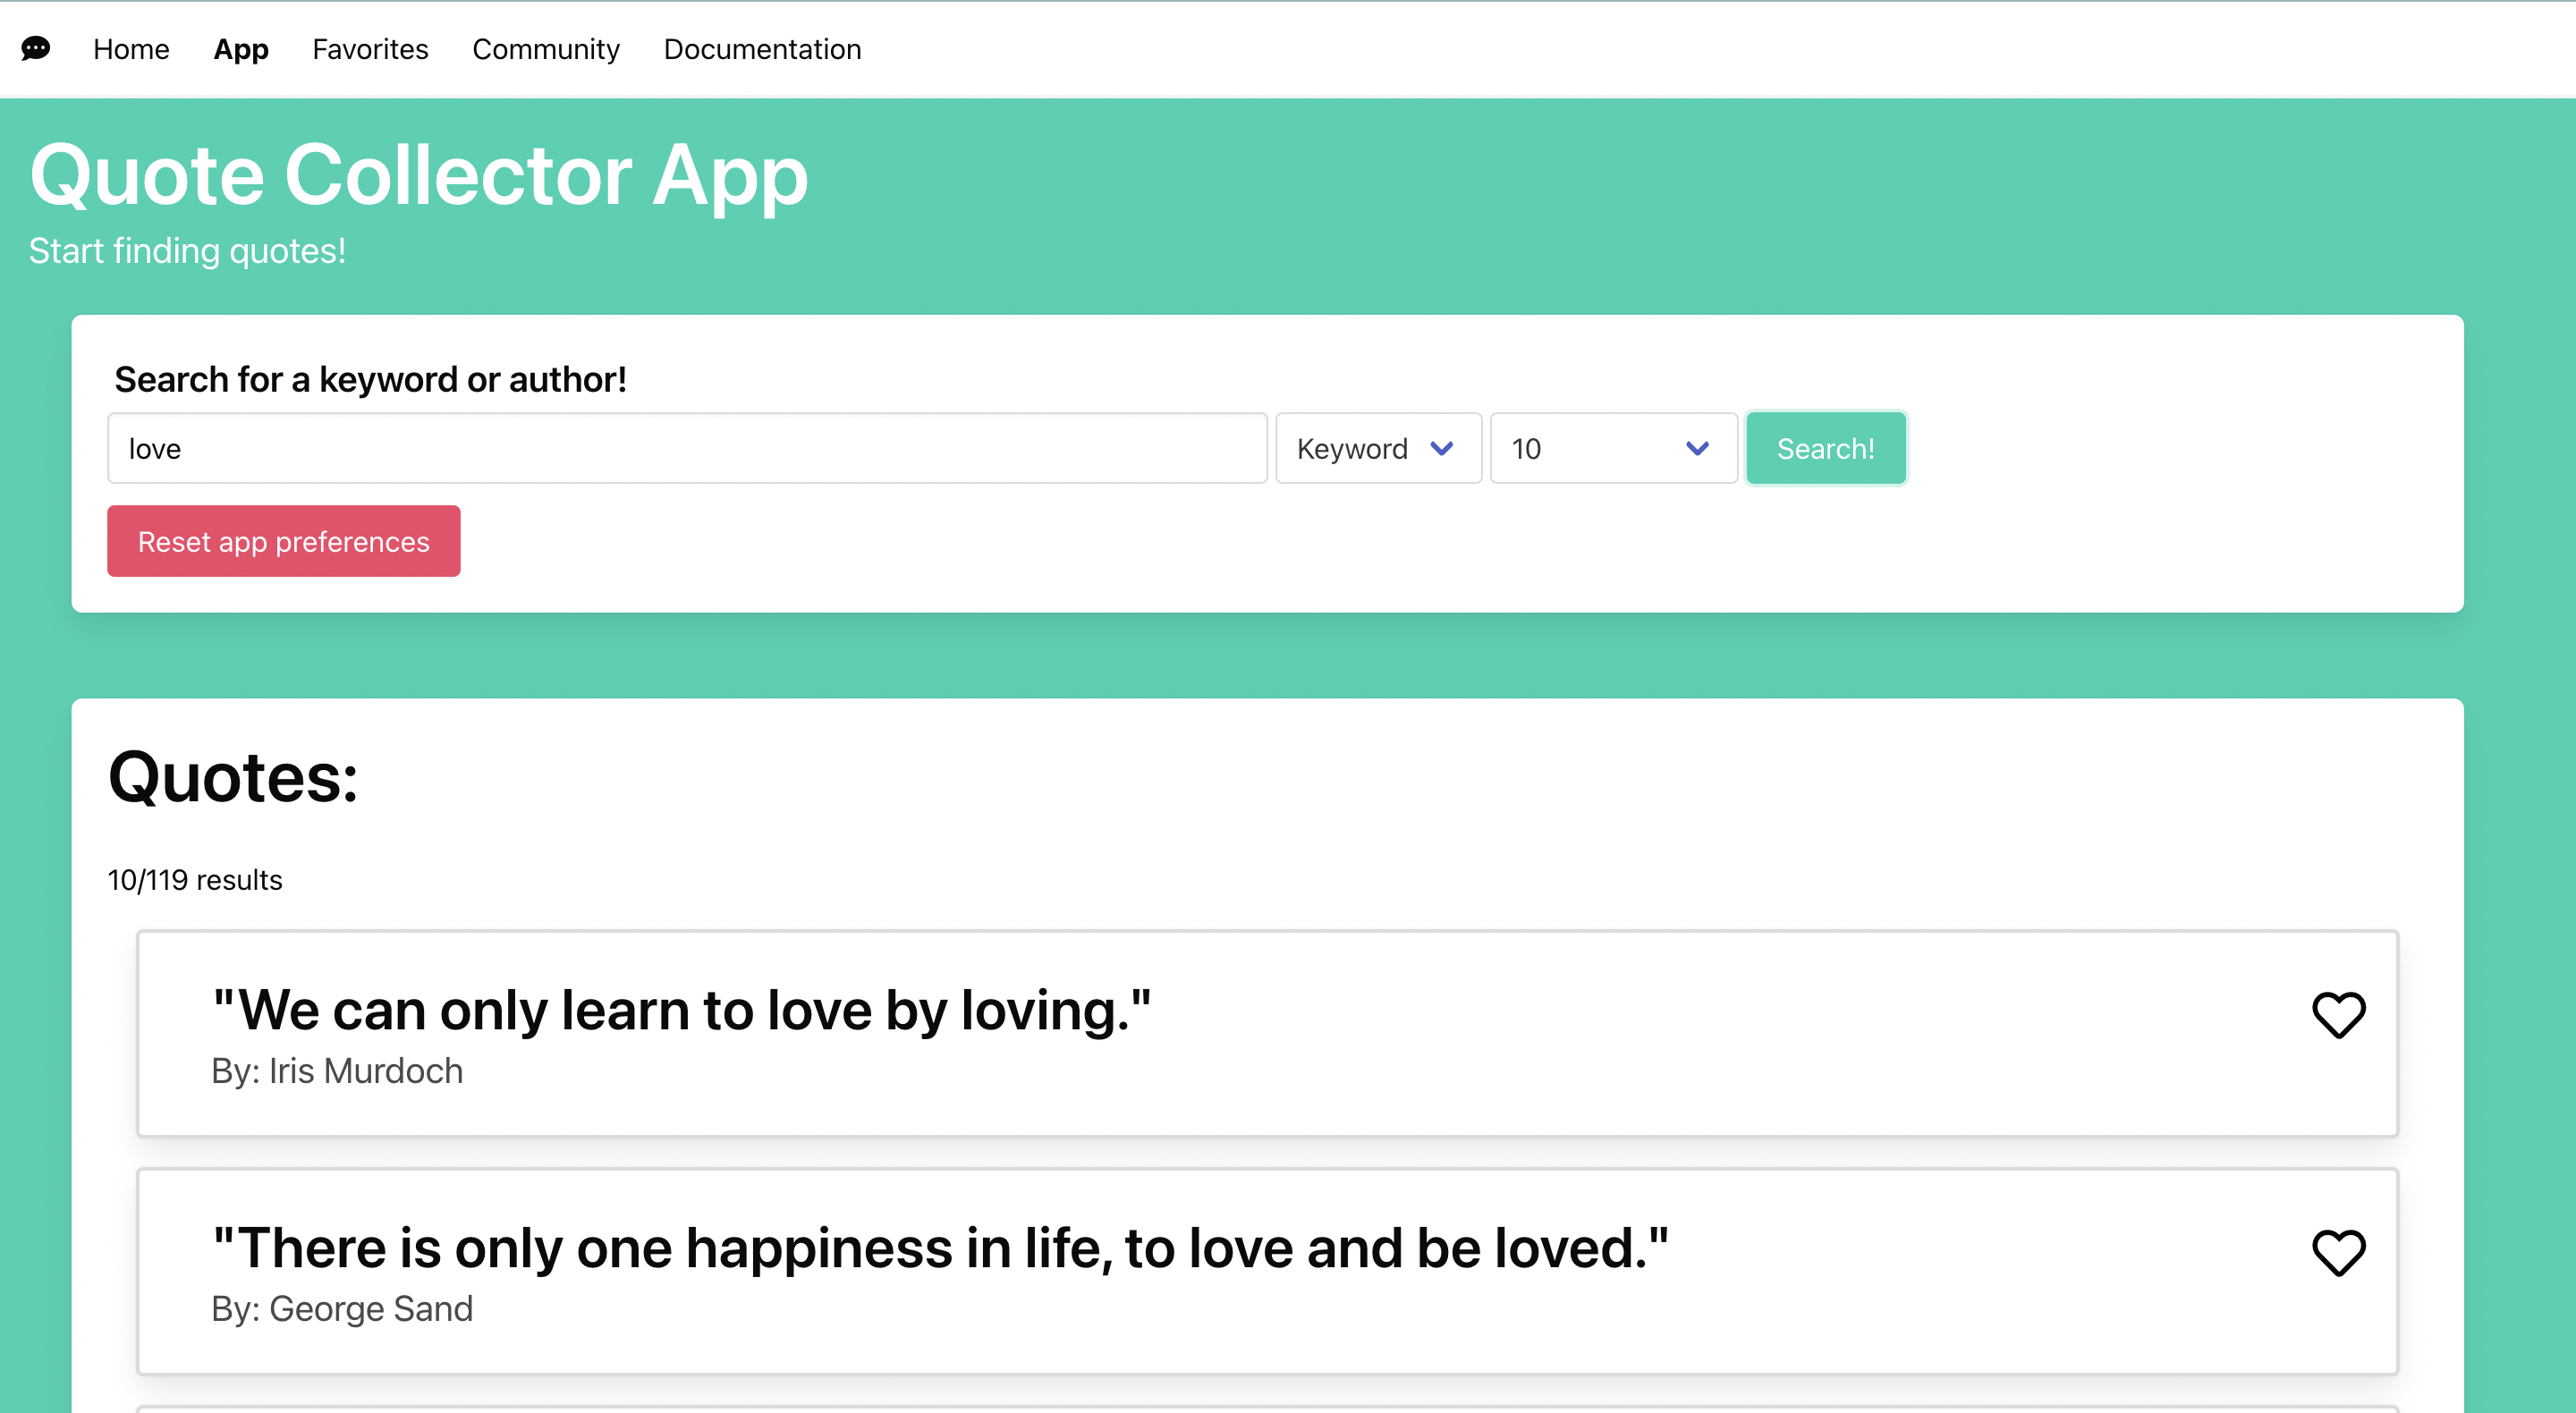 Home App Favorites Community Documentation
Quote Collector App
Start finding quotes!
Search for a keyword or author!
love Keyword 10 Search!
Reset app preferences
Quotes:
10/119 results
"We can only learn to love by loving."
By: Iris Murdoch
"There is only one happiness in life, to love and be loved."
By: George Sand